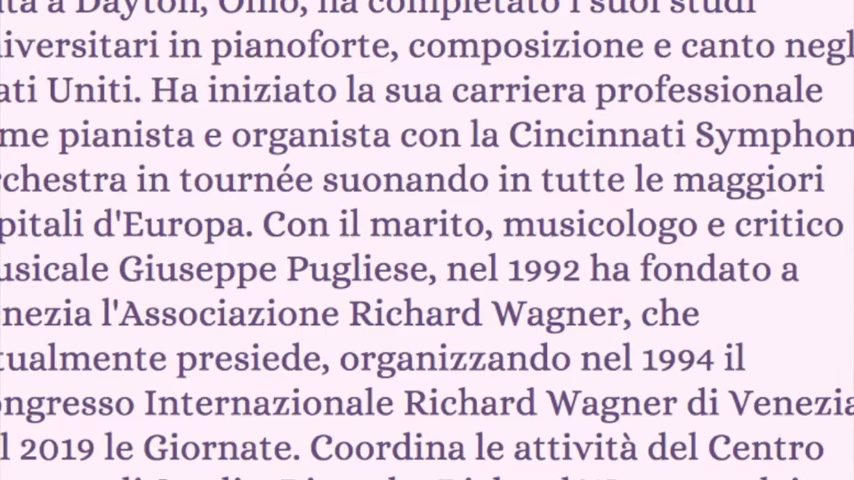 ata a Dayton, Ohio, ha completato i suoi studi
iversitari in pianoforte, composizione e canto negl
ati Uniti. Ha iniziato la sua carriera professionale
me pianista e organista con la Cincinnati Symphon
rchestra in tournée suonando in tutte le maggiori
pitali d'Europa. Con il marito, musicologo e critico
usicale Giuseppe Pugliese, nel 1992 ha fondato a
nezia l'Associazione Richard Wagner, che
tualmente presiede, organizzando nel 1994 il
ongresso Internazionale Richard Wagner di Venezia
l 2019 le Giornate. Coordina le attività del Centro